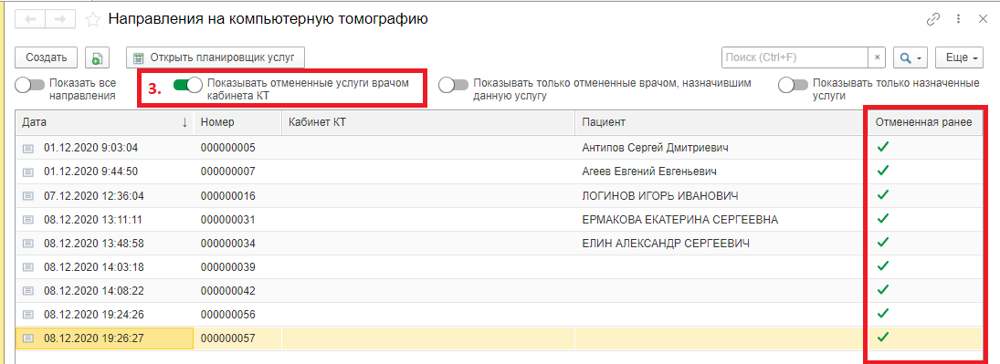 Направления на компьютерную томографию
Создать
Открыть планировщик услуг
Поиск (Ctrl+F)
×
Еще
Показать все
направления
3.
Показывать отмененные услуги врачом
кабинета КТ
Показывать только отмененные врачом, назначившим
данную услугу
Показывать только назначенные
услуги
Дата ↓ Номер Кабинет КТ Пациент Отмененная ранее
01.12.2020 9:03:04 000000005 Антипов Сергей Дмитриевич
01.12.2020 9:44:50 000000007 Агеев Евгений Евгеньевич
07.12.2020 12:36:04 000000016 ЛОГИНОВ ИГОРЬ ИВАНОВИЧ
08.12.2020 13:11:11 000000031 ЕРМАКОВА ЕКАТЕРИНА СЕРГЕЕВНА
08.12.2020 13:48:58 000000034 ЕЛИН АЛЕКСАНДР СЕРГЕЕВИЧ
08.12.2020 14:03:18 000000039
08.12.2020 14:08:22 000000042
08.12.2020 19:24:26 000000056
08.12.2020 19:26:27 000000057